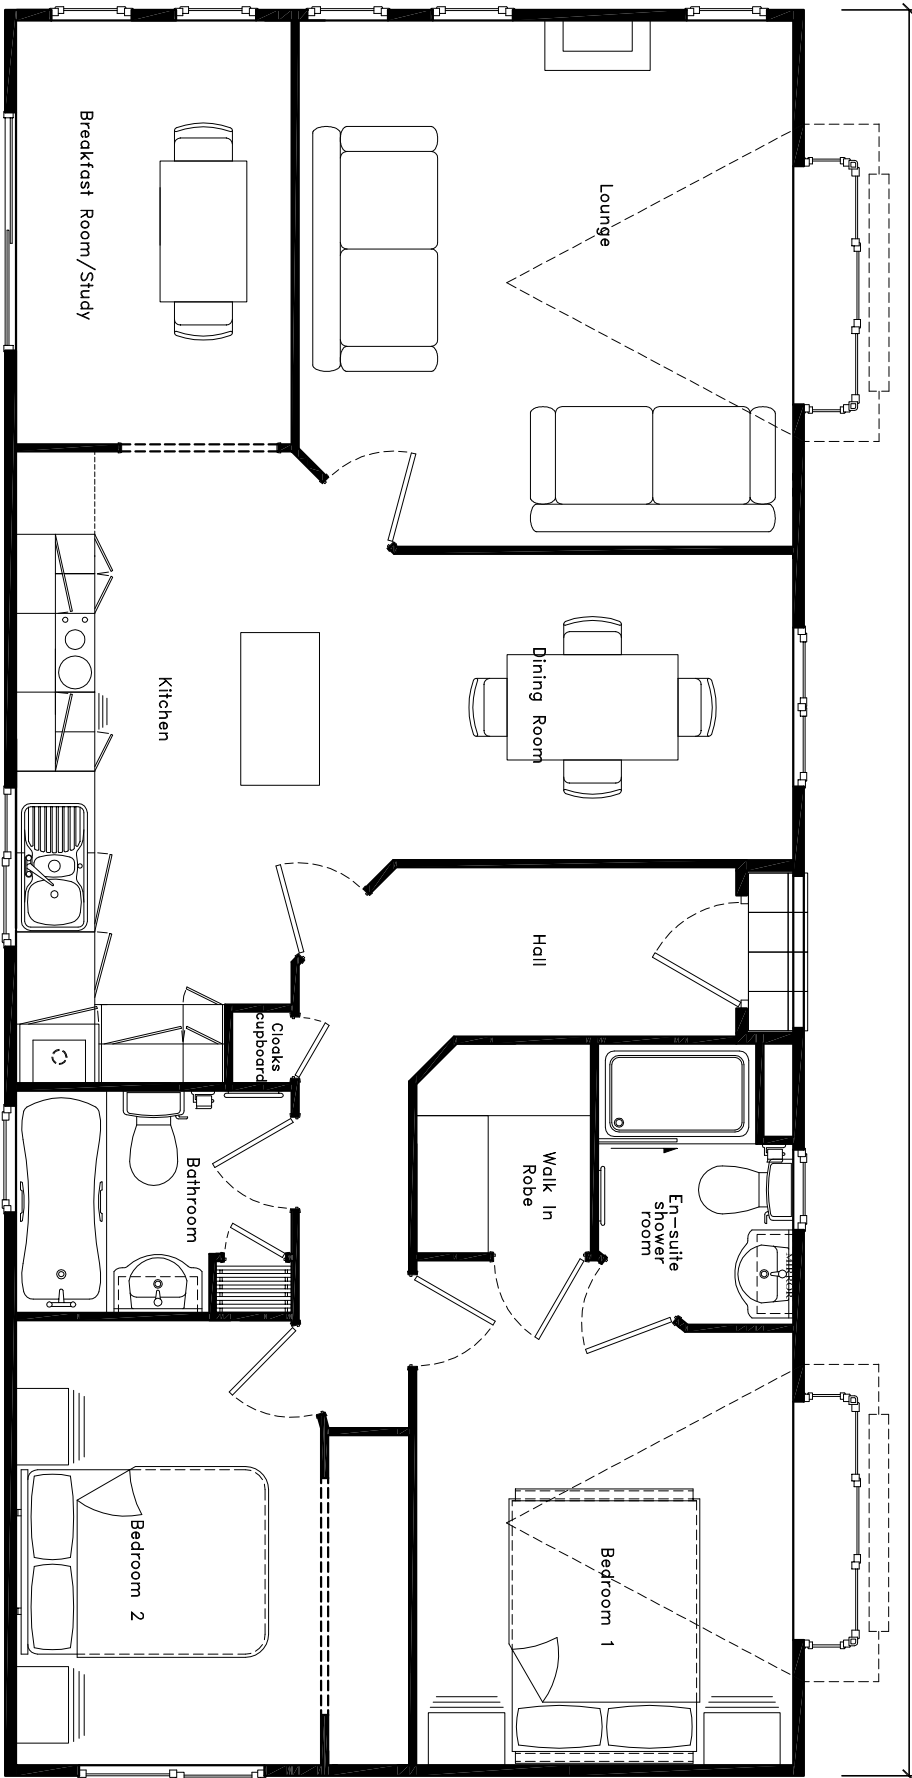 Breakfast Room/Study
Lounge
Kitchen
Dining Room
Hall
Cloaks
cupboard
Bathroom
Walk In
Robe
En-suite
shower
room
MIRROR
Bedroom 2
Bedroom 1